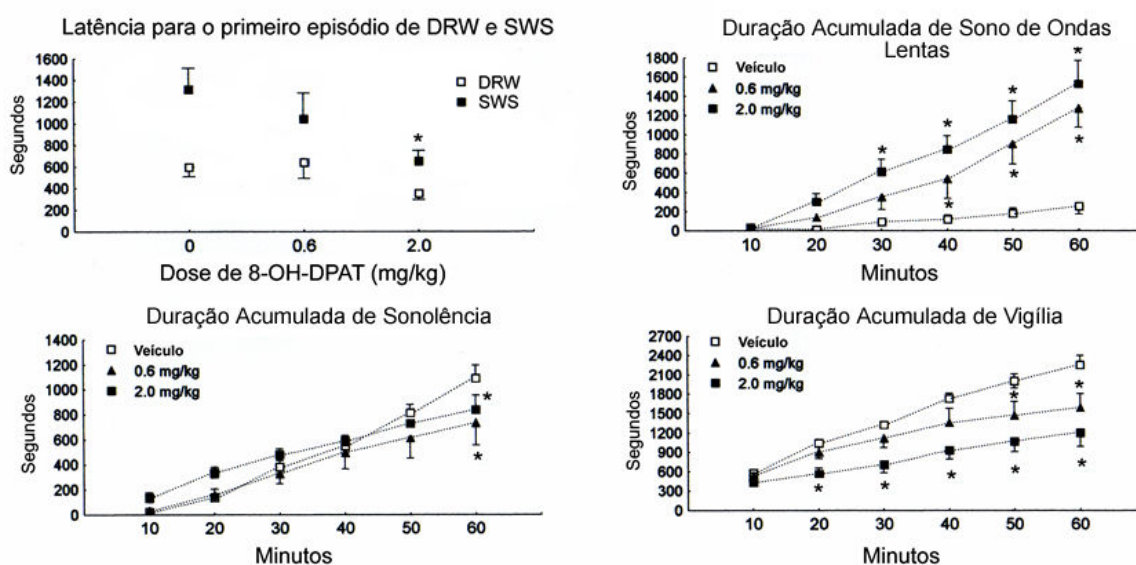 Latência para o primeiro episódio de DRW e SWS
1600
1400
1200
1000
800
600
400
200
0
Segundos
DRW
SWS
*
0 0.6 2.0
Dose de 8-OH-DPAT (mg/kg)
Duração Acumulada de Sono de Ondas
Lentas
1800
1600
1400
1200
1000
800
600
400
200
0
Segundos
Veículo
0.6 mg/kg
2.0 mg/kg
* * * *
* * *
10 20 30 40 50 60
Minutos
Duração Acumulada de Sonolência
1400
1200
1000
800
600
400
200
0
Segundos
Veículo
0.6 mg/kg
2.0 mg/kg
*
*
10 20 30 40 50 60
Minutos
Duração Acumulada de Vigília
2700
2400
2100
1800
1500
1200
900
600
300
0
Segundos
Veículo
0.6 mg/kg
2.0 mg/kg
* *
* * * * *
10 20 30 40 50 60
Minutos